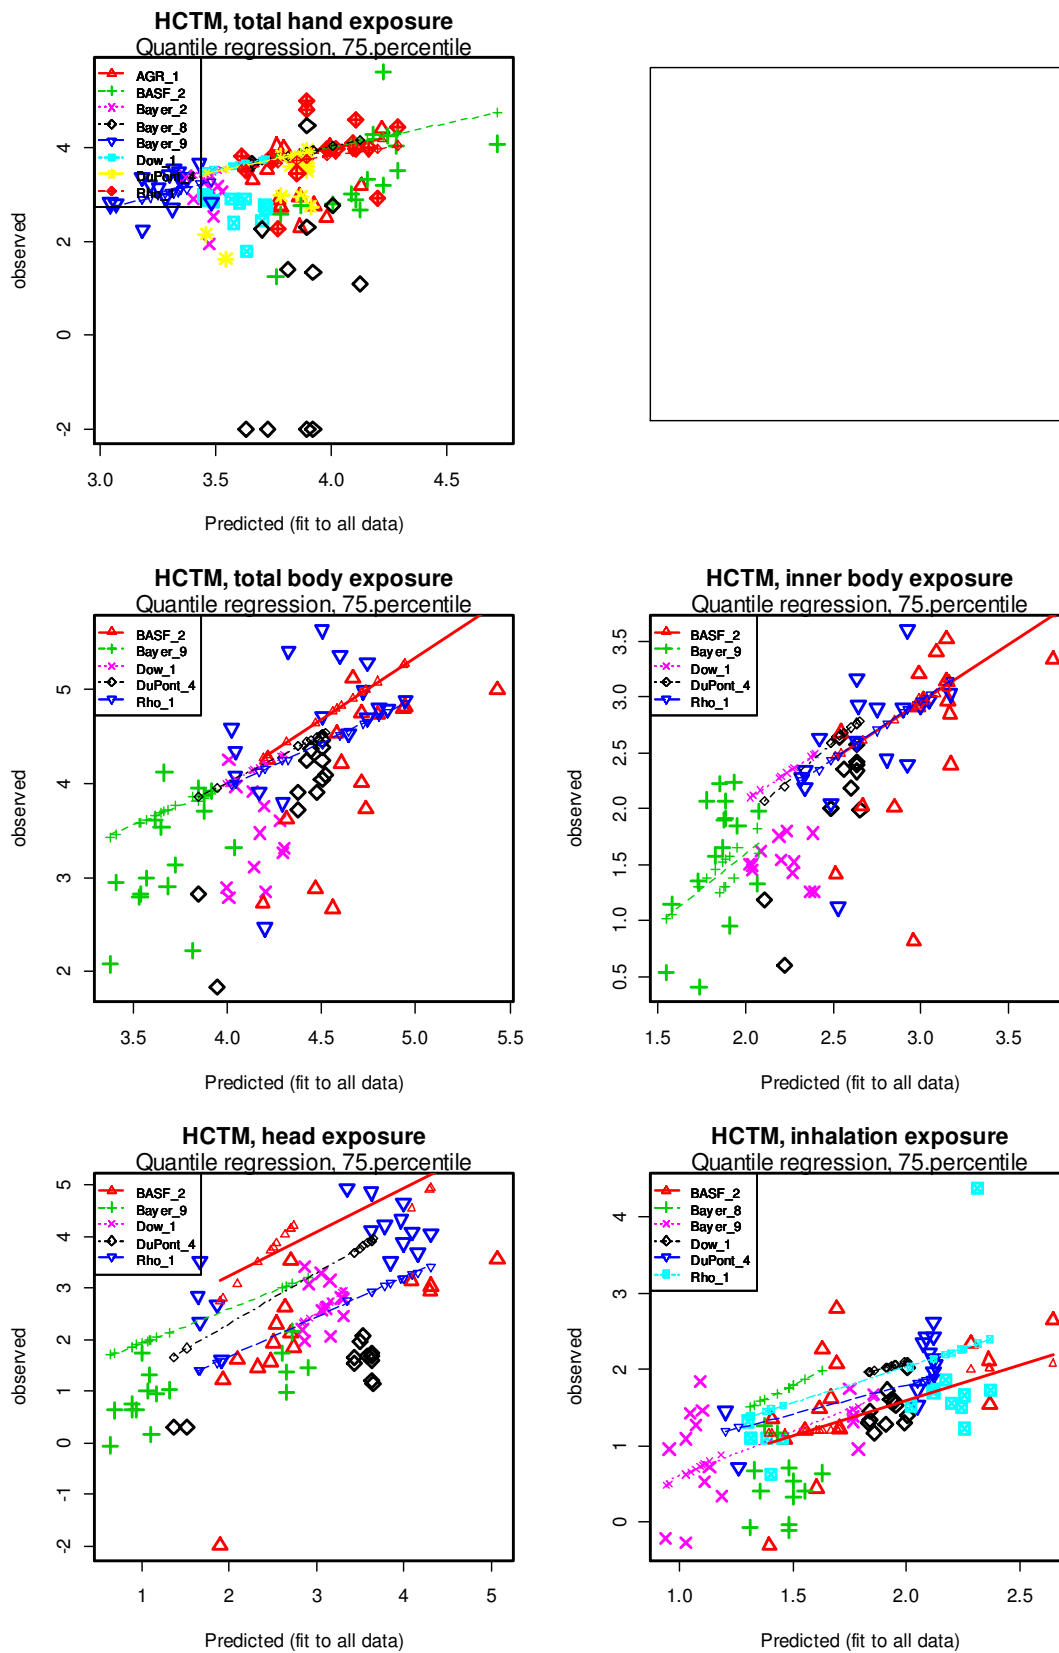 HCTM, total hand exposure
Quantile regression, 75.percentile
AGR_1
BASF_2
Bayer_2
Bayer_8
Bayer_9
Dow_1
DuPont_4
Rho_1
observed
4
2
0
-2
3.0 3.5 4.0 4.5
Predicted (fit to all data)
HCTM, total body exposure
Quantile regression, 75.percentile
BASF_2
Bayer_9
Dow_1
DuPont_4
Rho_1
observed
5
4
3
2
3.5 4.0 4.5 5.0 5.5
Predicted (fit to all data)
HCTM, inner body exposure
Quantile regression, 75.percentile
BASF_2
Bayer_9
Dow_1
DuPont_4
Rho_1
observed
3.5
3.0
2.5
2.0
1.5
1.0
0.5
1.5 2.0 2.5 3.0 3.5
Predicted (fit to all data)
HCTM, head exposure
Quantile regression, 75.percentile
BASF_2
Bayer_9
Dow_1
DuPont_4
Rho_1
observed
5
4
3
2
1
0
-1
-2
1 2 3 4 5
Predicted (fit to all data)
HCTM, inhalation exposure
Quantile regression, 75.percentile
BASF_2
Bayer_8
Bayer_9
Dow_1
DuPont_4
Rho_1
observed
4
3
2
1
0
1.0 1.5 2.0 2.5
Predicted (fit to all data)